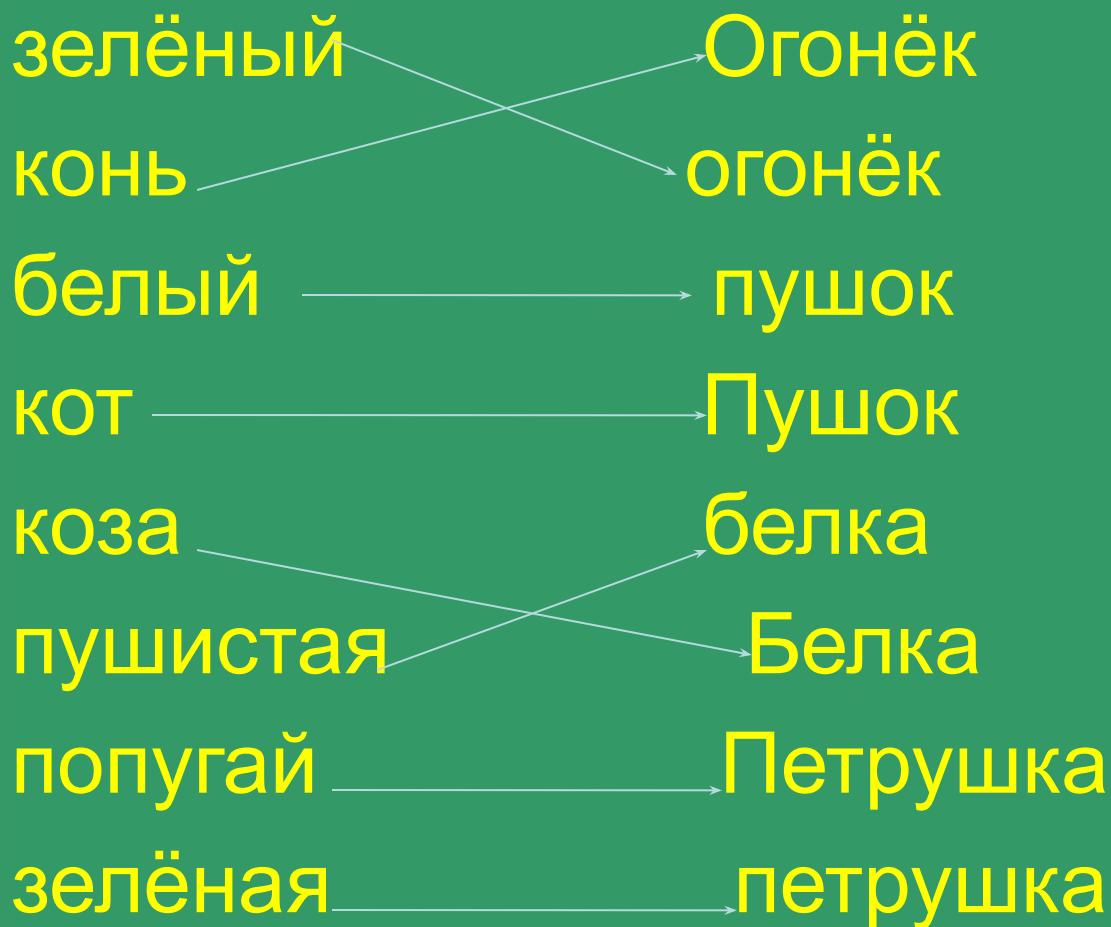 зелёный Огонёк
конь огонёк
белый пушок
кот Пушок
коза белка
пушистая Белка
попугай Петрушка
зелёная петрушка